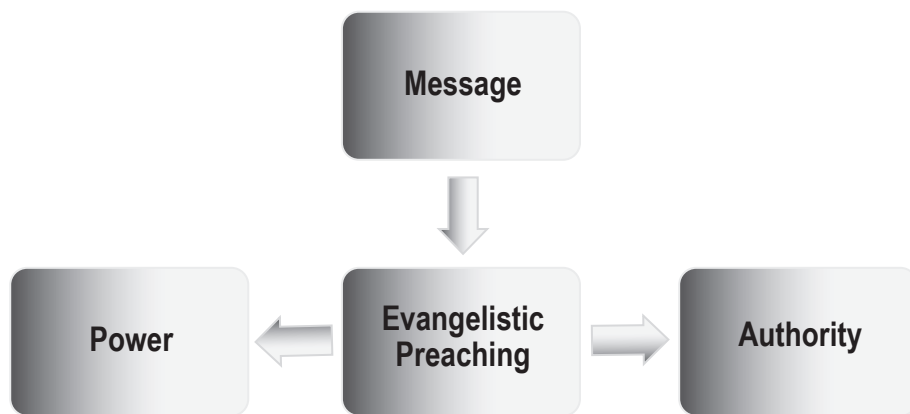 Message
Power
Evangelistic
Preaching
Authority